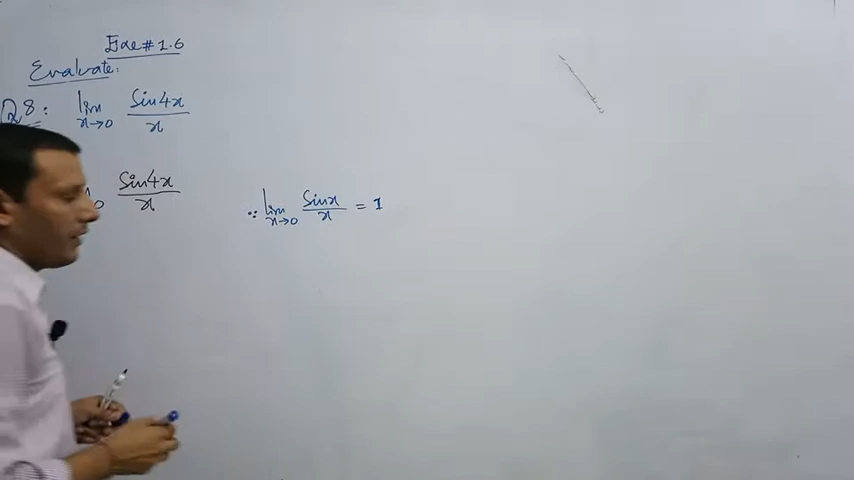 Exe#1.6
Evaluate:
Q8: lim x→0 Sin4x/x
Sin4x/x
∵ lim x→0 Sinx/x = 1